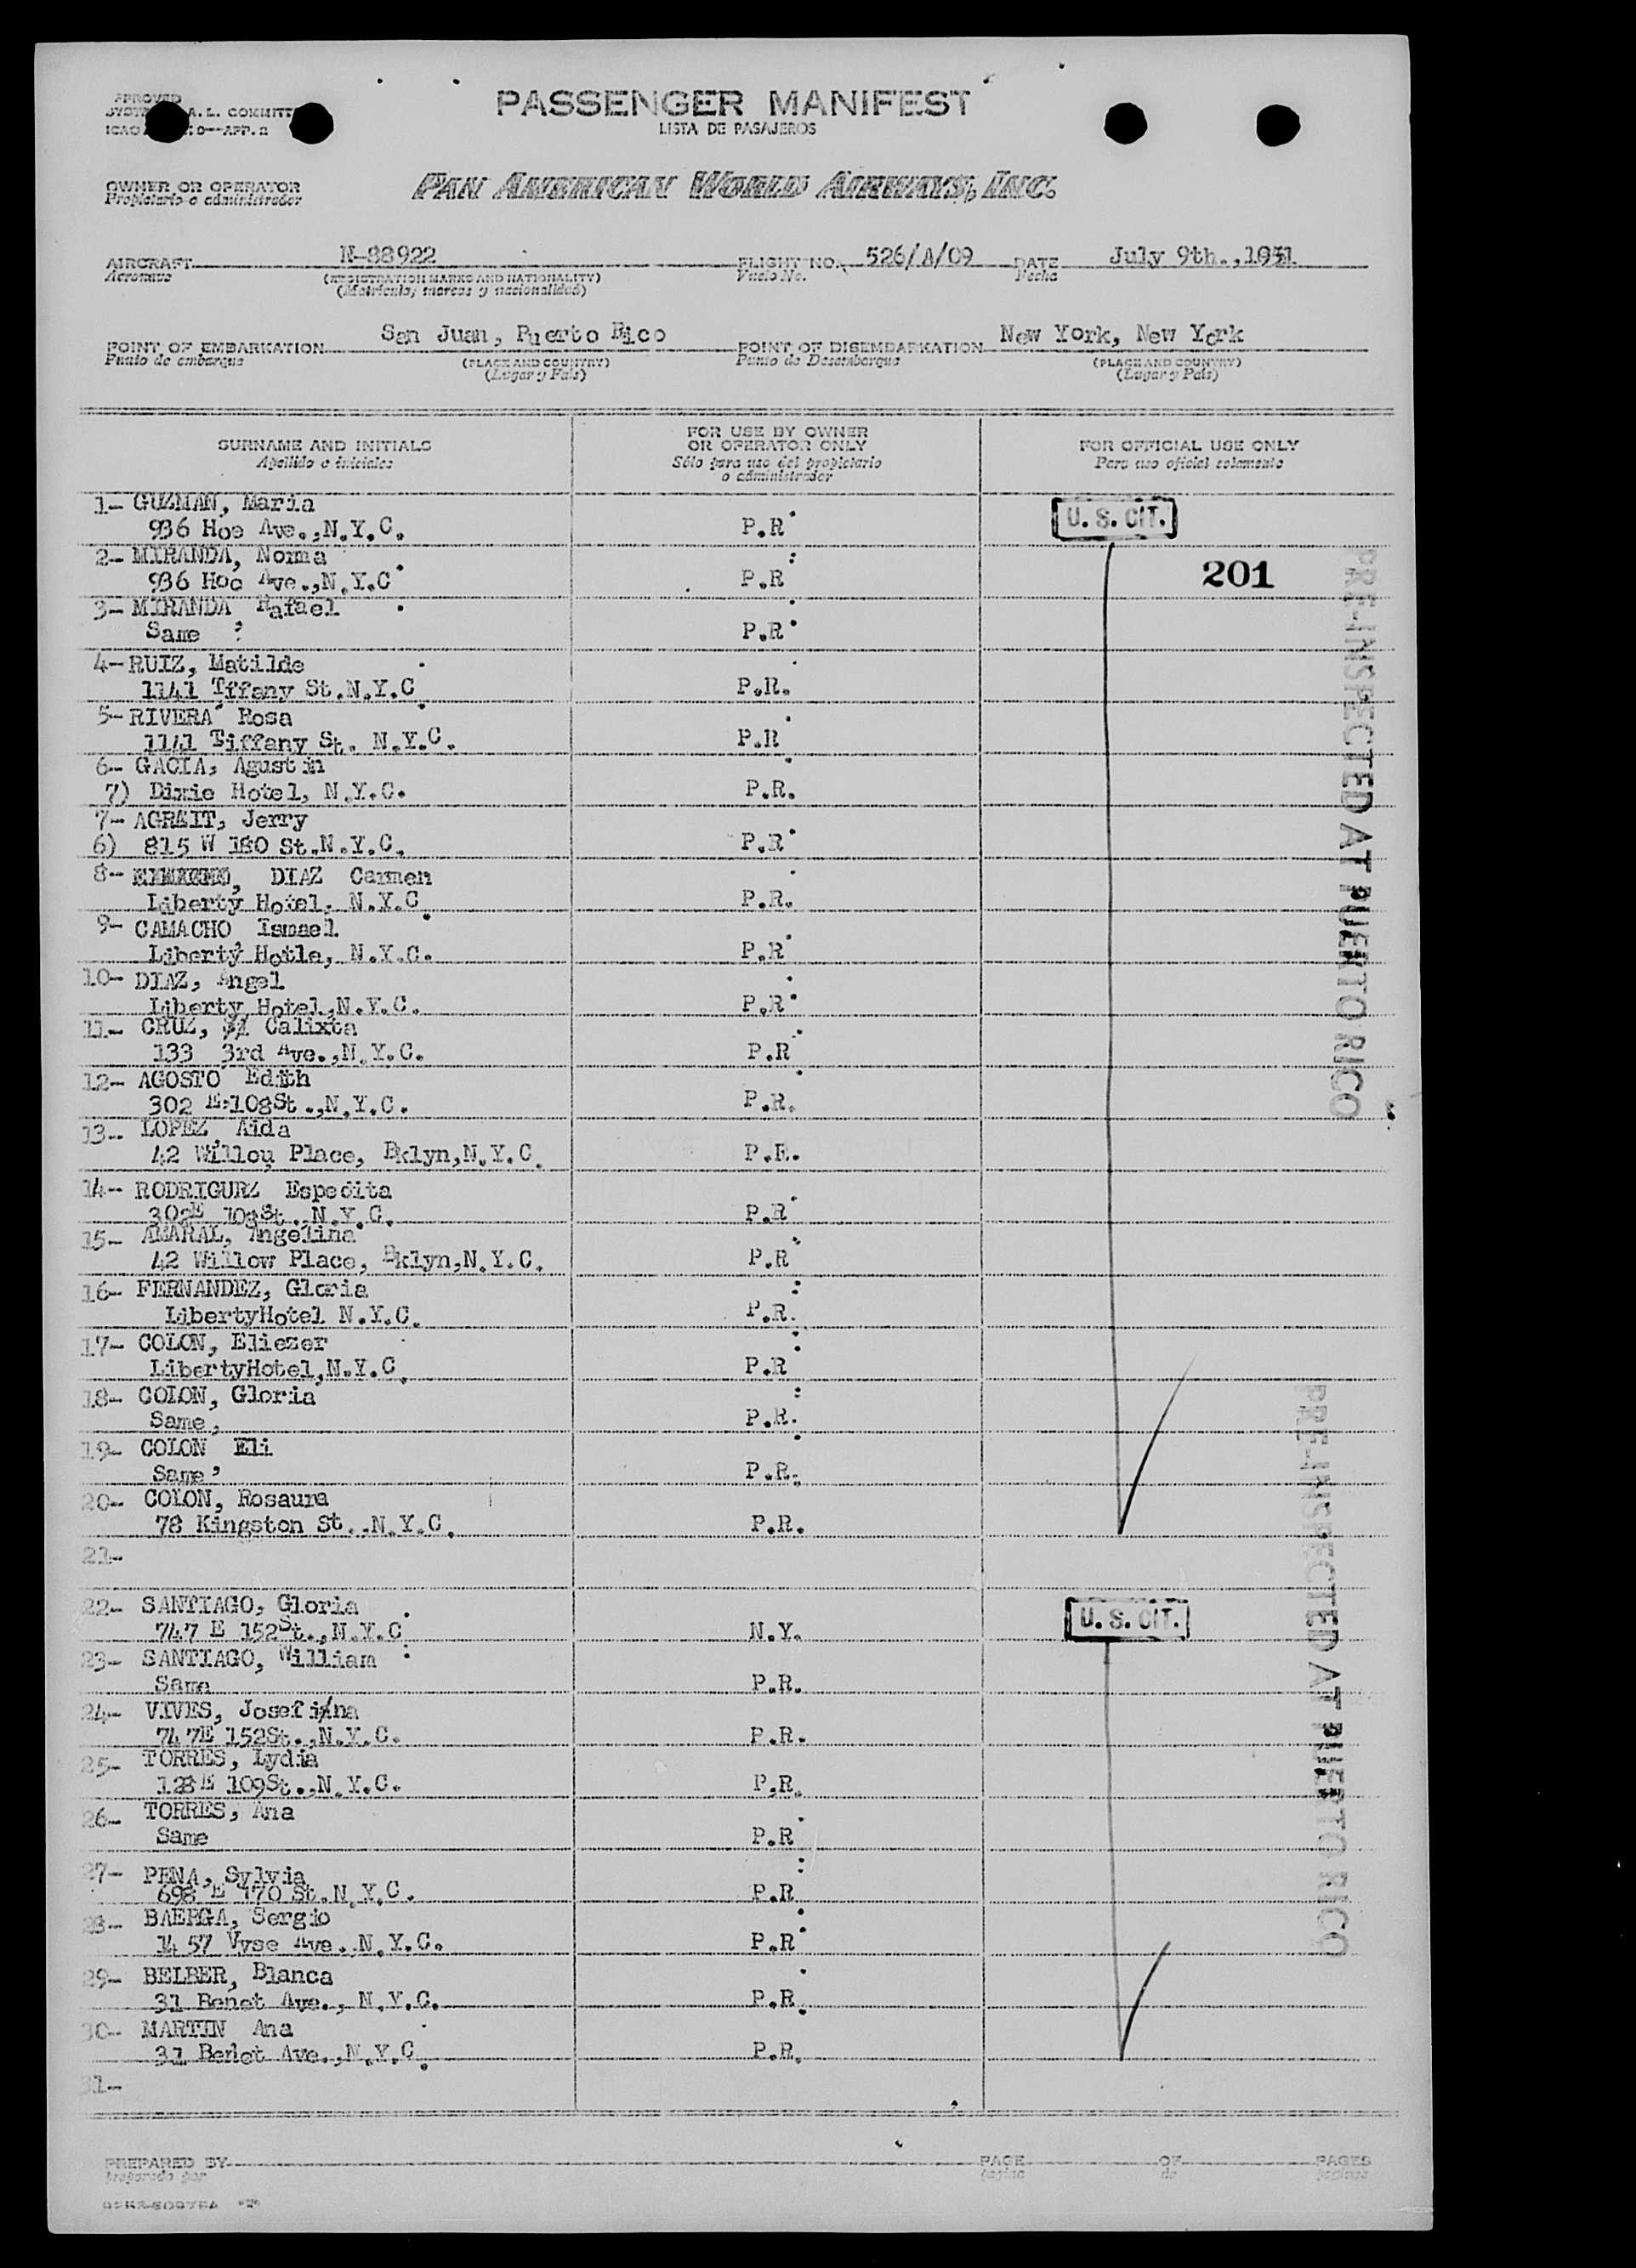 APPROVED
A. L. COMMITT
ICAO 9—APP. 2
PASSENGER MANIFEST
LISTA DE PASAJEROS
OWNER OR OPERATOR
Propietario o administrador
PAN AMERICAN WORLD AIRWAYS, INC.
AIRCRAFT N-88922 FLIGHT NO. 526/A/09 DATE July 9th.,1951
Aeronave (REGISTRATION MARKS AND NATIONALITY) Vuelo No. Fecha
(Matrícula, marcas y nacionalidad)
POINT OF EMBARKATION San Juan, Puerto Rico POINT OF DISEMBARKATION New York, New York
Punto de embarque (PLACE AND COUNTRY) Punto de Desembarque (PLACE AND COUNTRY)
(Lugar y País) (Lugar y País)
SURNAME AND INITIALS FOR USE BY OWNER OR OPERATOR ONLY FOR OFFICIAL USE ONLY
Apellido e iniciales Sólo para uso del propietario o administrador Para uso oficial solamente
1- GUZMAN, Maria
936 Hoe Ave.,N.Y.C. P.R U. S. CIT.
2- MIRANDA, Norma
936 Hoe Ave.,N.Y.C P.R 201
3- MIRANDA Rafael
Same P.R
4- RUIZ, Matilde
1141 Tffany St.N.Y.C P.R.
5- RIVERA Rosa
1141 Tiffany St. N.Y.C. P.R
6- GACIA, Agustin
7) Dixie Hotel, N.Y.C. P.R.
7- AGRAIT, Jerry
6) 815 W 180 St.N.Y.C. P.R
8- DIAZ Carmen
Liberty Hotel, N.Y.C P.R.
9- CAMACHO, Ismael
Liberty Hotle, N.Y.C. P.R
10- DIAZ, Angel
Liberty Hotel,N.Y.C. P.R
11- CRUZ, Calixta
133 3rd Ave.,N.Y.C. P.R
12- AGOSTO Edith
302 E.108St.,N.Y.C. P.R.
13- LOPEZ, Aida
42 Willow Place, Bklyn,N.Y.C. P.R.
14- RODRIGURZ Espedita
302E 108St.,N.Y.C. P.R
15- AMARAL, Angelina
42 Willow Place, Bklyn,N.Y.C. P.R
16- FERNANDEZ, Gloria
LibertyHotel N.Y.C. P.R.
17- COLON, Eliezer
LibertyHotel,N.Y.C P.R
18- COLON, Gloria
Same, P.R.
19- COLON Eli
Same, P.R.
20- COLON, Rosaura
78 Kingston St..N.Y.C. P.R.
21-
22- SANTIAGO, Gloria
747 E 152St.,N.Y.C N.Y. U. S. CIT.
23- SANTIAGO, William
Same P.R.
24- VIVES, Josefina
747E 152St.,N.Y.C. P.R.
25- TORRES, Lydia
128E 109St.,N.Y.C. P.R.
26- TORRES, Ana
Same P.R
27- PENA, Sylvia
698 E 170 St.N.Y.C. P.R
28- BAERGA, Sergio
1457 Vyse Ave.,N.Y.C. P.R
29- BELBER, Blanca
31 Benet Ave., N.Y.C. P.R.
30- MARTIN Ana
31 Ave.,N.Y.C. P.R.
31-
PRE-INSPECTED AT PUERTO RICO
PRE-INSPECTED AT PUERTO RICO
PREPARED BY PAGE OF PAGES
preparado por página de páginas